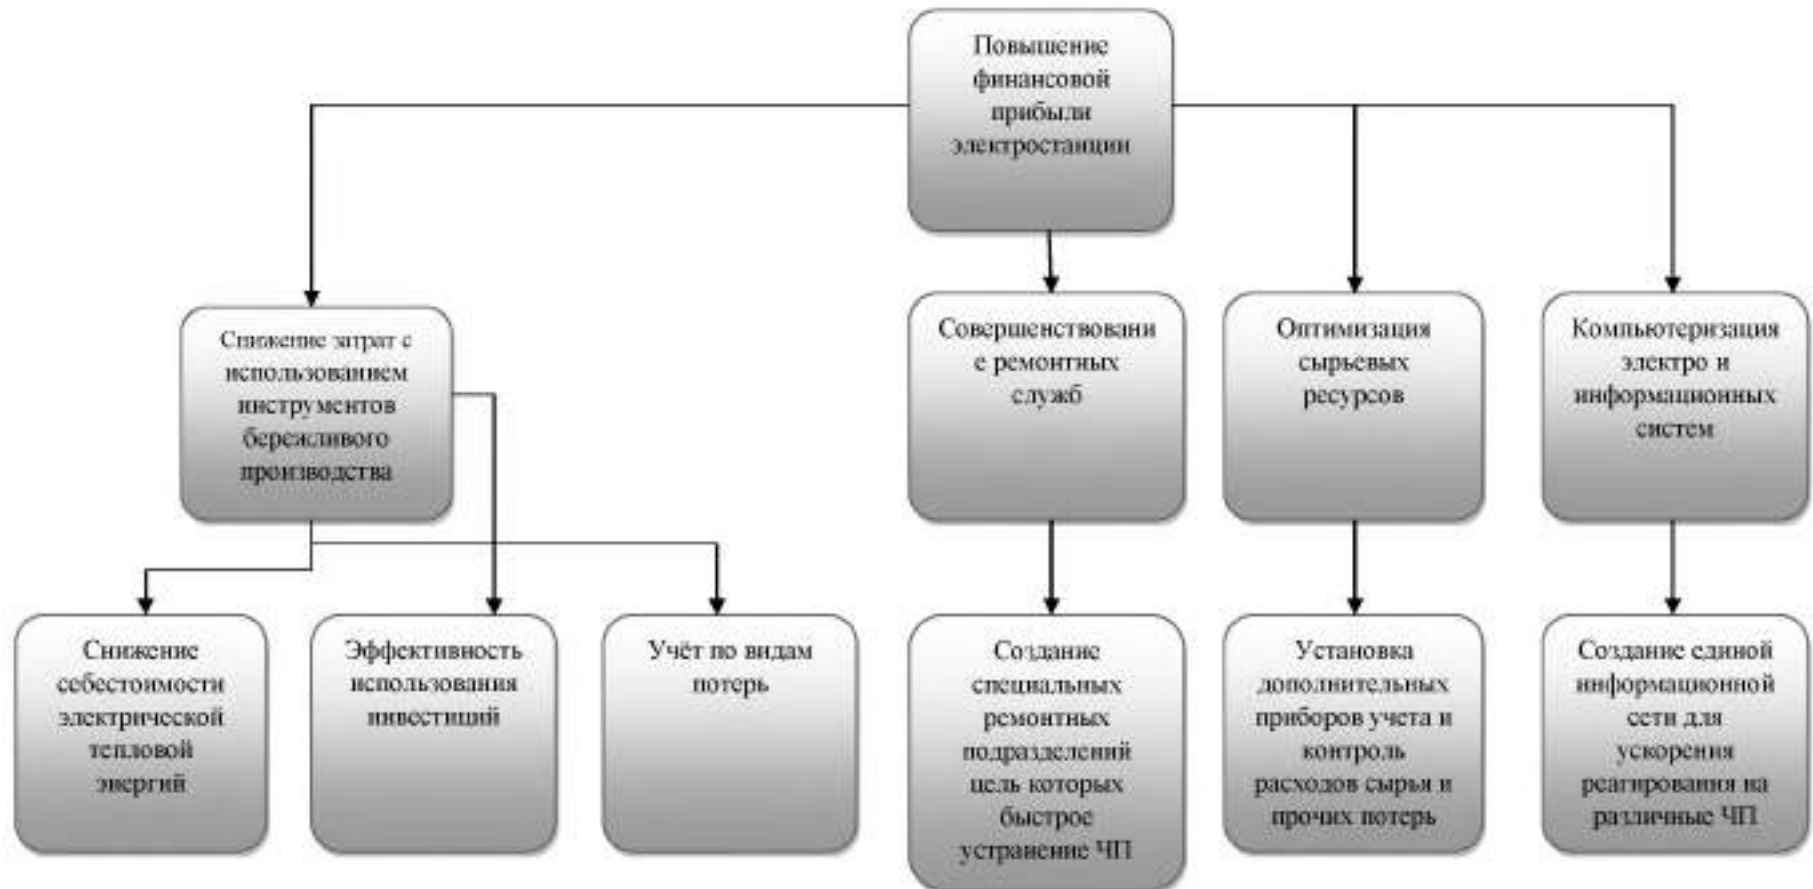 Повышение
финансовой
прибыли
электростанции
Снижение затрат с
использованием
инструментов
бережливого
производства
Совершенствовани
е ремонтных
служб
Оптимизация
сырьевых
ресурсов
Компьютеризация
электро и
информационных
систем
Снижение
себестоимости
электрической
тепловой
энергий
Эффективность
использования
инвестиций
Учёт по видам
потерь
Создание
специальных
ремонтных
подразделений
цель которых
быстрое
устранение ЧП
Установка
дополнительных
приборов учета и
контроль
расходов сырья и
прочих потерь
Создание единой
информационной
сети для
ускорения
реагирования на
различные ЧП